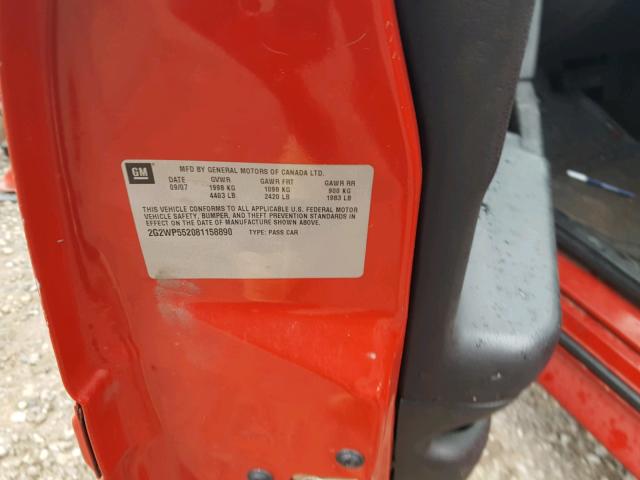 GM
MFD BY GENERAL MOTORS OF CANADA LTD.
DATE GVWR GAWR FRT GAWR RR
09/07 1998 KG 1098 KG 900 KG
4403 LB 2420 LB 1983 LB
THIS VEHICLE CONFORMS TO ALL APPLICABLE U.S. FEDERAL MOTOR
VEHICLE SAFETY, BUMPER, AND THEFT PREVENTION STANDARDS IN
EFFECT ON THE DATE OF MANUFACTURE SHOWN ABOVE.
2G2WP552081158890 TYPE: PASS CAR